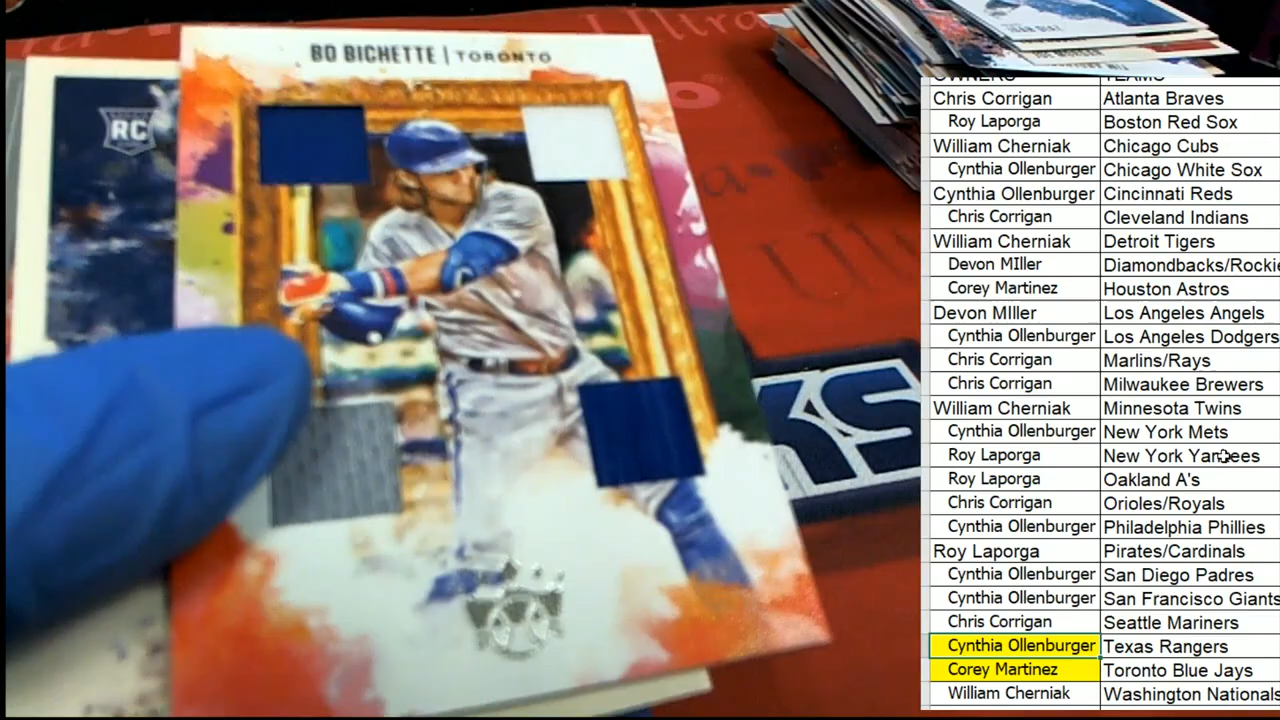 BO BICHETTE | TORONTO
RC
OWNERS TEAMS
Chris Corrigan Atlanta Braves
Roy Laporga Boston Red Sox
William Cherniak Chicago Cubs
Cynthia Ollenburger Chicago White Sox
Cynthia Ollenburger Cincinnati Reds
Chris Corrigan Cleveland Indians
William Cherniak Detroit Tigers
Devon MIller Diamondbacks/Rockie
Corey Martinez Houston Astros
Devon MIller Los Angeles Angels
Cynthia Ollenburger Los Angeles Dodgers
Chris Corrigan Marlins/Rays
Chris Corrigan Milwaukee Brewers
William Cherniak Minnesota Twins
Cynthia Ollenburger New York Mets
Roy Laporga New York Yankees
Roy Laporga Oakland A's
Chris Corrigan Orioles/Royals
Cynthia Ollenburger Philadelphia Phillies
Roy Laporga Pirates/Cardinals
Cynthia Ollenburger San Diego Padres
Cynthia Ollenburger San Francisco Giants
Chris Corrigan Seattle Mariners
Cynthia Ollenburger Texas Rangers
Corey Martinez Toronto Blue Jays
William Cherniak Washington Nationals